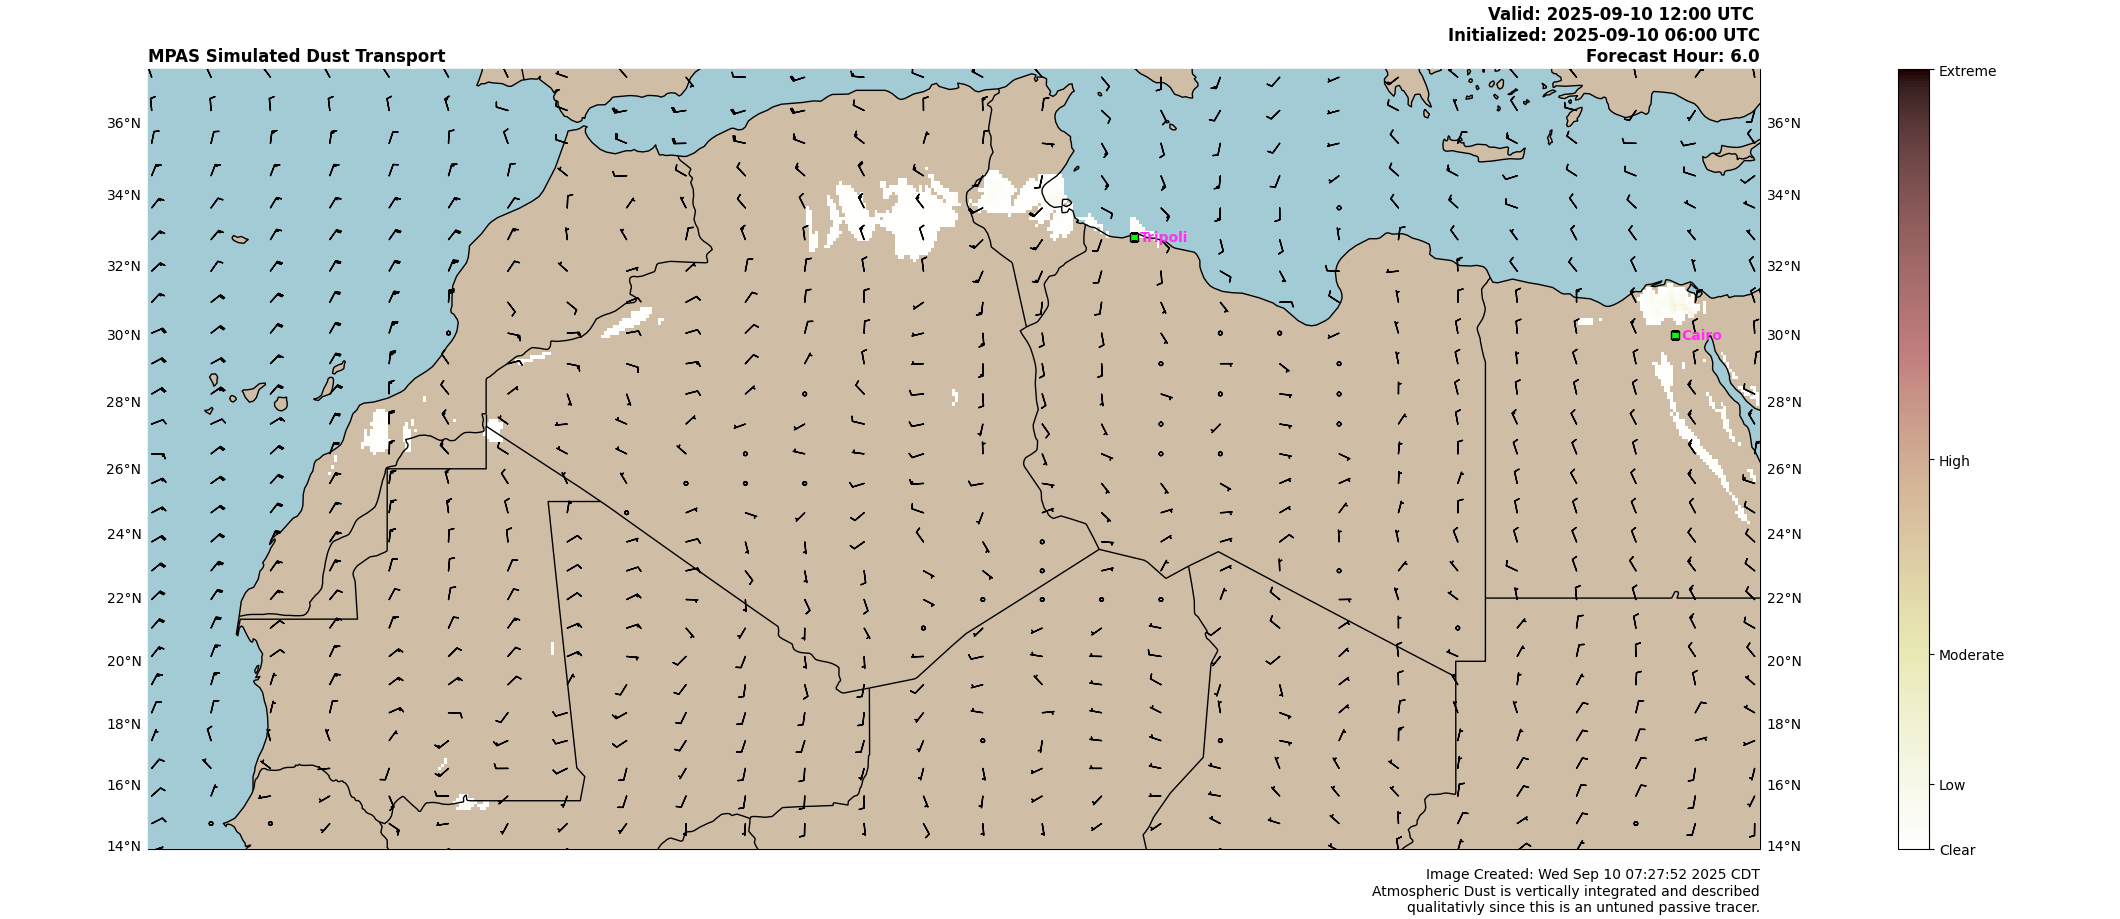 Valid: 2025-09-10 12:00 UTC
Initialized: 2025-09-10 06:00 UTC
MPAS Simulated Dust Transport Forecast Hour: 6.0
Extreme
36°N 36°N
34°N 34°N
Tripoli
32°N 32°N
30°N Cairo 30°N
28°N 28°N
26°N 26°N
High
24°N 24°N
22°N 22°N
20°N 20°N
Moderate
18°N 18°N
16°N 16°N
Low
14°N 14°N
Clear
Image Created: Wed Sep 10 07:27:52 2025 CDT
Atmospheric Dust is vertically integrated and described
qualitativly since this is an untuned passive tracer.